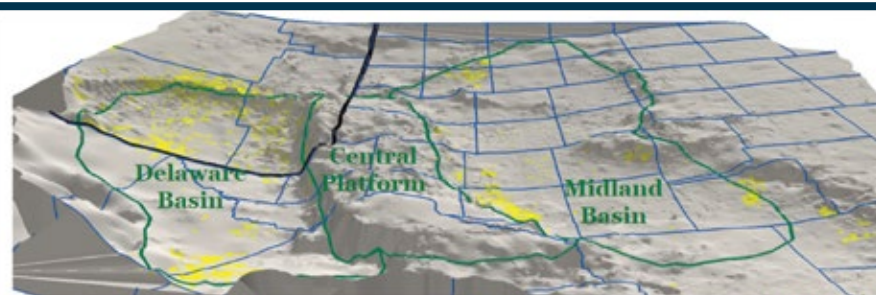 Delaware
Basin
Central
Platform
Midland
Basin